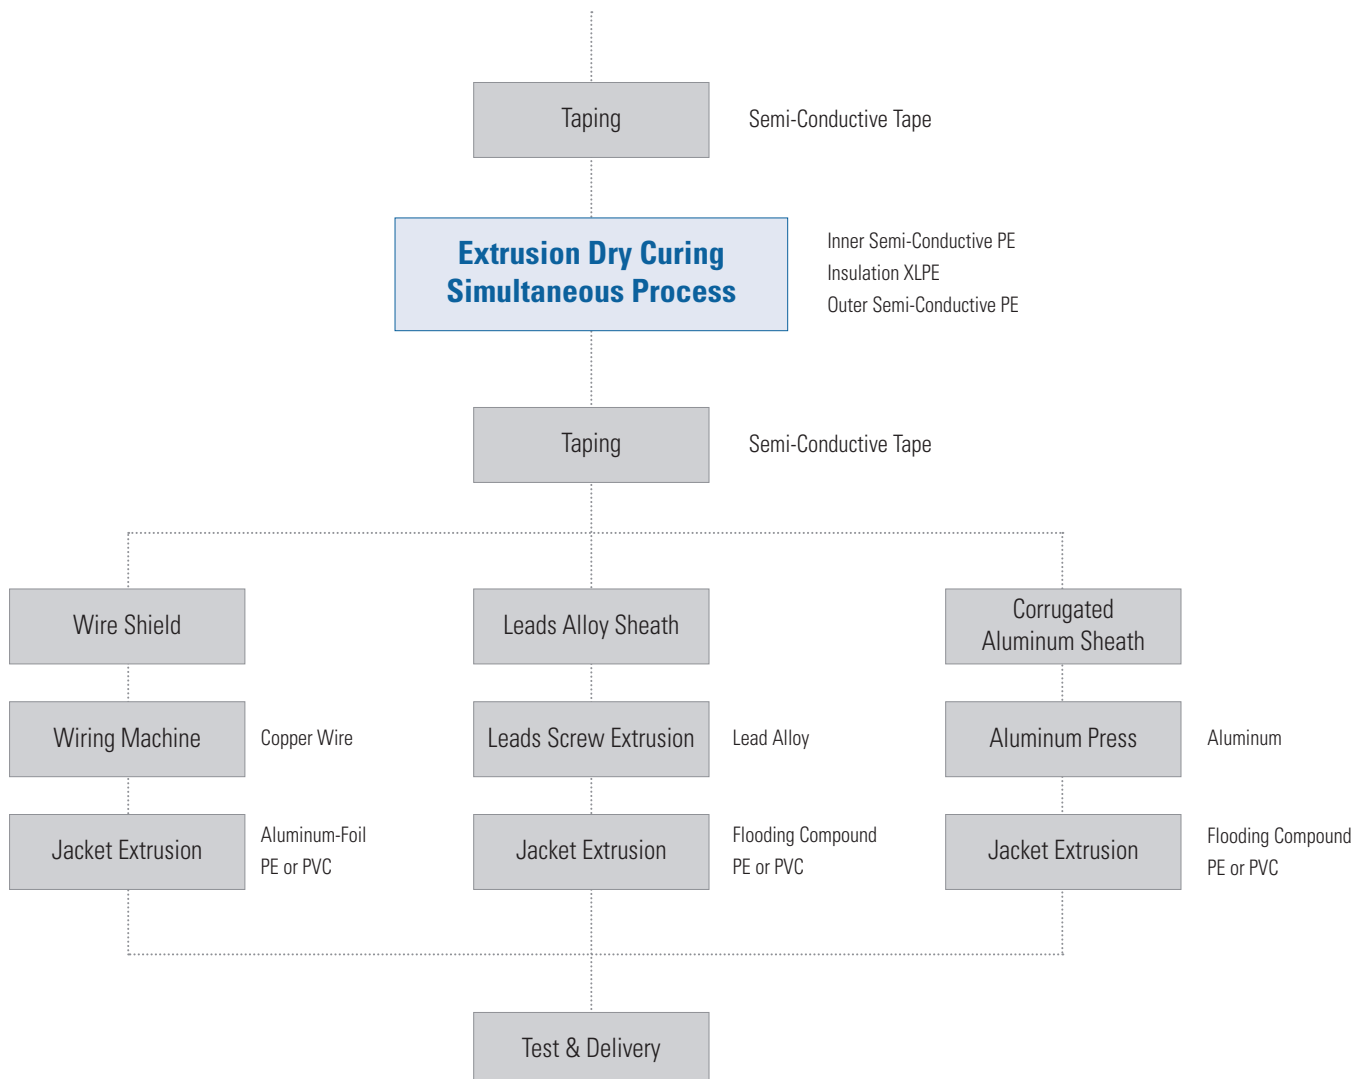 Taping
Semi-Conductive Tape
Extrusion Dry Curing
Simultaneous Process
Inner Semi-Conductive PE
Insulation XLPE
Outer Semi-Conductive PE
Taping
Semi-Conductive Tape
Wire Shield
Leads Alloy Sheath
Corrugated
Aluminum Sheath
Wiring Machine
Copper Wire
Leads Screw Extrusion
Lead Alloy
Aluminum Press
Aluminum
Jacket Extrusion
Aluminum-Foil
PE or PVC
Jacket Extrusion
Flooding Compound
PE or PVC
Jacket Extrusion
Flooding Compound
PE or PVC
Test & Delivery